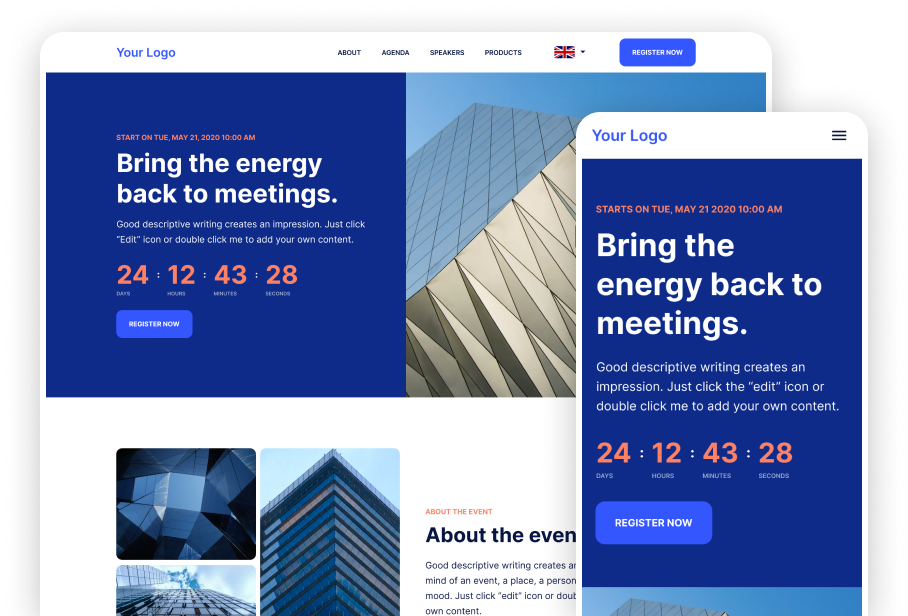 Your Logo
ABOUT
AGENDA
SPEAKERS
PRODUCTS
REGISTER NOW
START ON TUE, MAY 21, 2020 10:00 AM
Bring the energy
back to meetings.
Good descriptive writing creates an impression. Just click
"Edit" icon or double click me to add your own content.
24 : 12 : 43 : 28
DAYS HOURS MINUTES SECONDS
REGISTER NOW
ABOUT THE EVENT
About the even
Good descriptive writing creates an
mind of an event, a place, a person
mood. Just click "edit" icon or doub
own content.
Your Logo
STARTS ON TUE, MAY 21 2020 10:00 AM
Bring the
energy back to
meetings.
Good descriptive writing creates an
impression. Just click the “edit” icon or
double click me to add your own content.
24 : 12 : 43 : 28
DAYS HOURS MINUTES SECONDS
REGISTER NOW